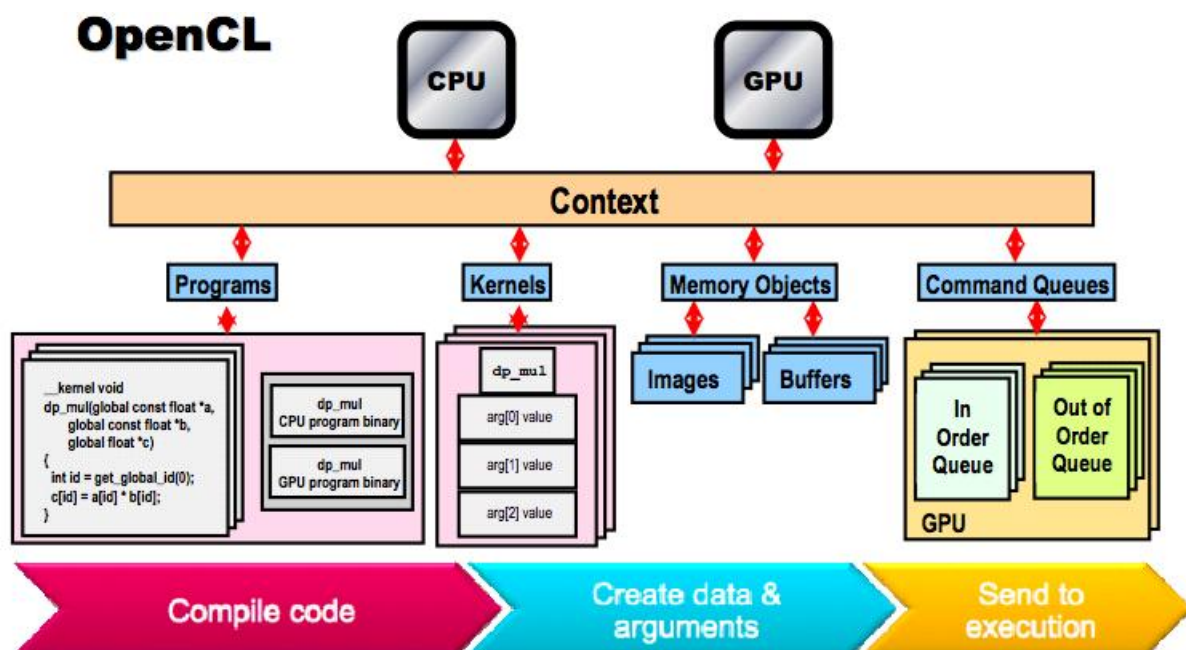 OpenCL
CPU
GPU
Context
Programs
Kernels
Memory Objects
Command Queues
__kernel void
dp_mul(global const float *a,
global const float *b,
global float *c)
{
int id = get_global_id(0);
c[id] = a[id] * b[id];
}
dp_mul
CPU program binary
dp_mul
GPU program binary
dp_mul
arg[0] value
arg[1] value
arg[2] value
Images
Buffers
In
Order
Queue
Out of
Order
Queue
GPU
Compile code
Create data &
arguments
Send to
execution